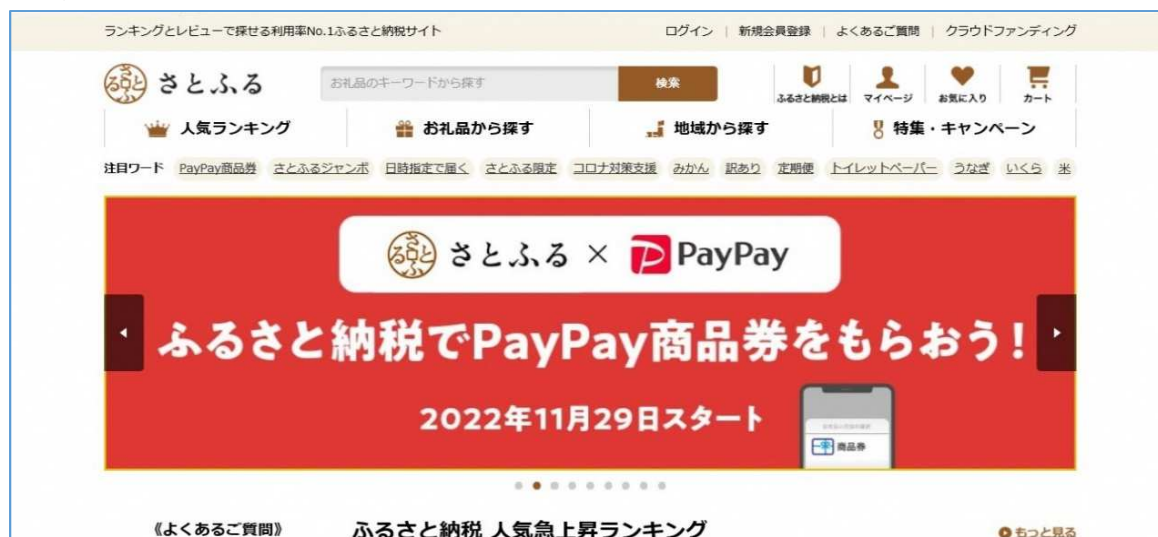 ランキングとレビューで探せる利用率No.1ふるさと納税サイト ログイン | 新規会員登録 | よくあるご質問 | クラウドファンディング
さとふる さとふる お礼品のキーワードから探す 検索 ふるさと納税とは マイページ お気に入り カート
人気ランキング お礼品から探す 地域から探す 特集・キャンペーン
注目ワード PayPay商品券 さとふるジャンボ 日時指定で届く さとふる限定 コロナ対策支援 みかん 訳あり 定期便 トイレットペーパー うなぎ いくら 米
さとふる × PayPay
ふるさと納税でPayPay商品券をもらおう!
2022年11月29日スタート
商品券
《よくあるご質問》 ふるさと納税 人気急上昇ランキング もっと見る